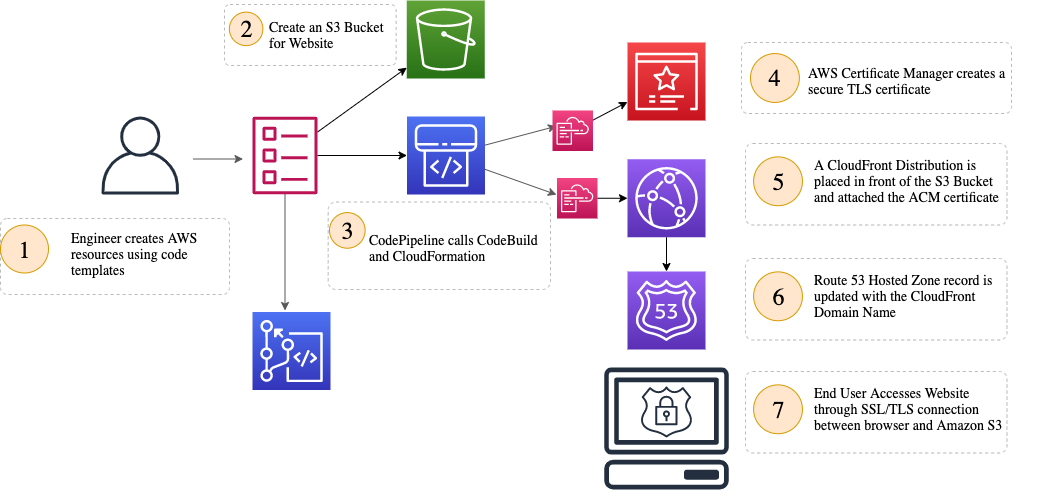 2
Create an S3 Bucket
for Website
1
Engineer creates AWS
resources using code
templates
3
CodePipeline calls CodeBuild
and CloudFormation
4
AWS Certificate Manager creates a
secure TLS certificate
5
A CloudFront Distribution is
placed in front of the S3 Bucket
and attached the ACM certificate
53
6
Route 53 Hosted Zone record is
updated with the CloudFront
Domain Name
7
End User Accesses Website
through SSL/TLS connection
between browser and Amazon S3